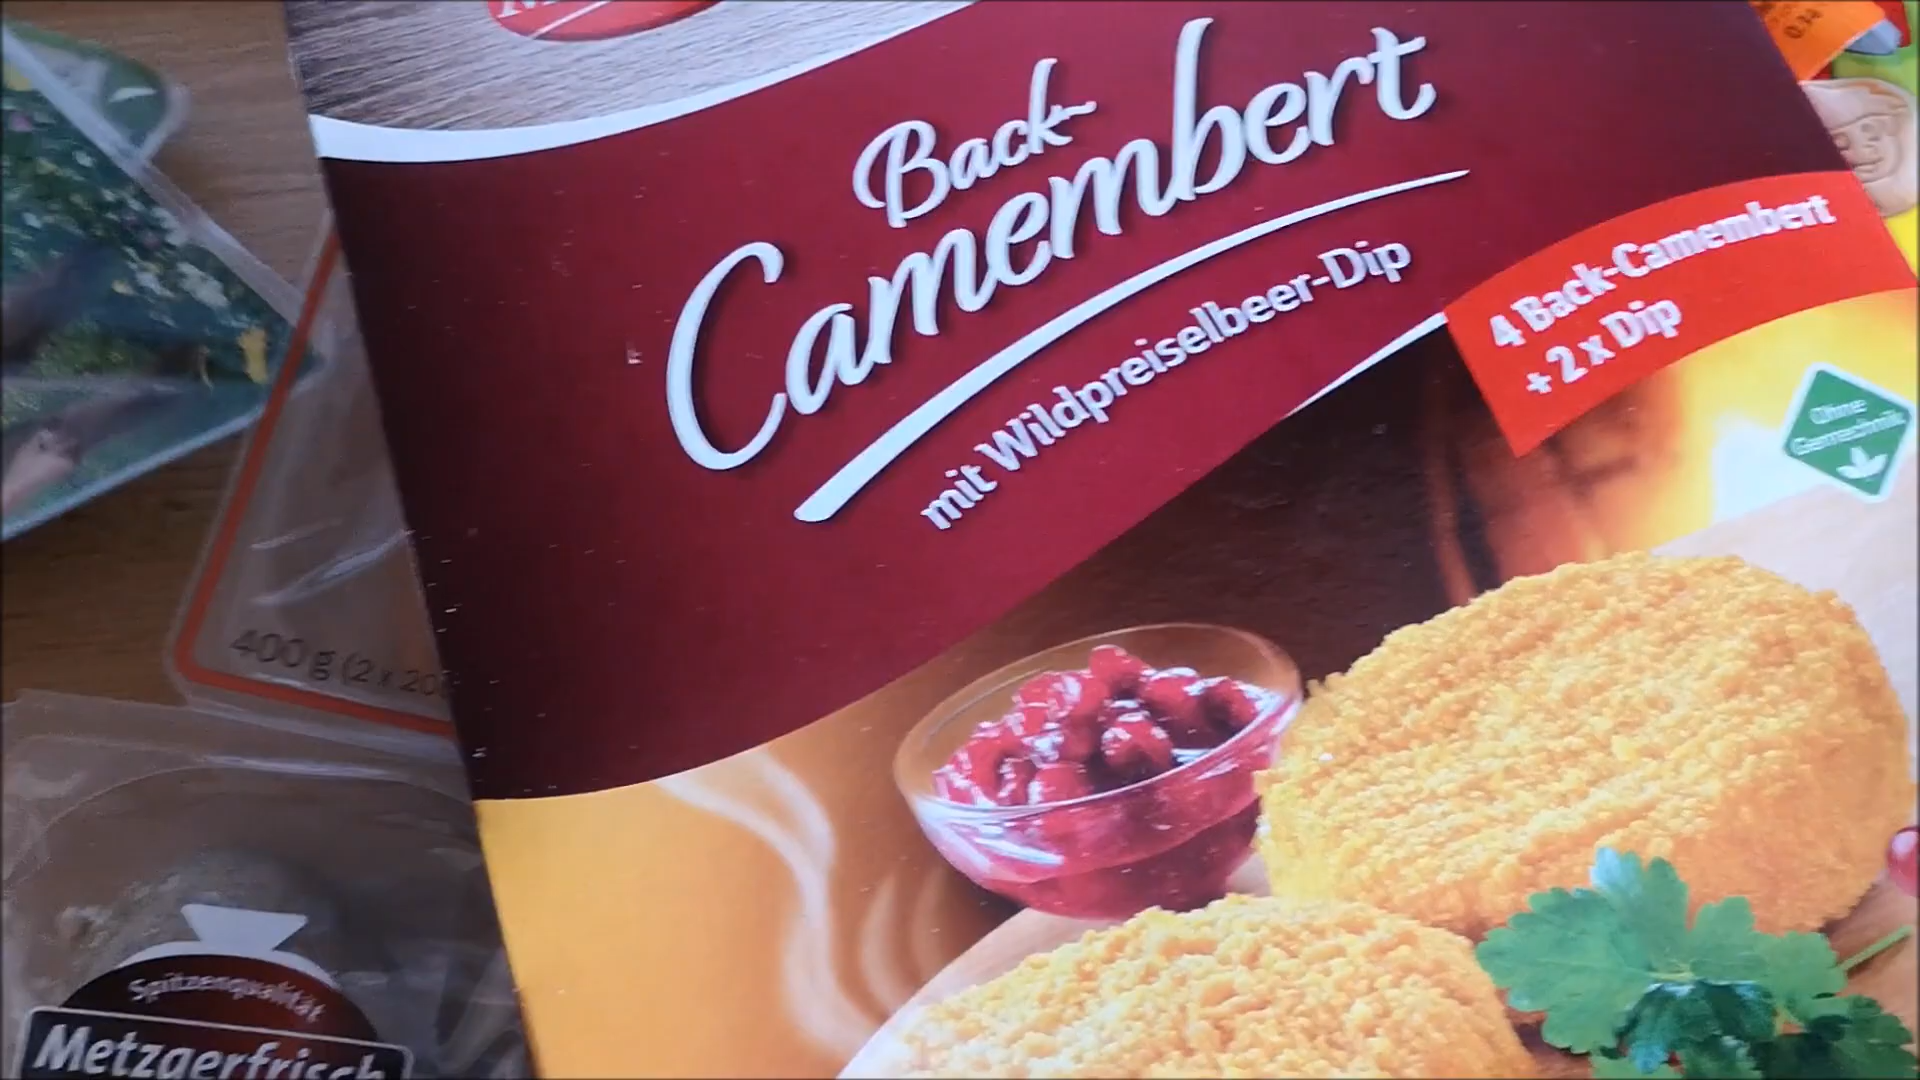 Back-
Camembert
mit Wildpreiselbeer-Dip
4 Back-Camembert
+ 2 x Dip
Ohne
Gentechnik
400 g (2 x 20
Spitzenqualität
Metzgerfrisch